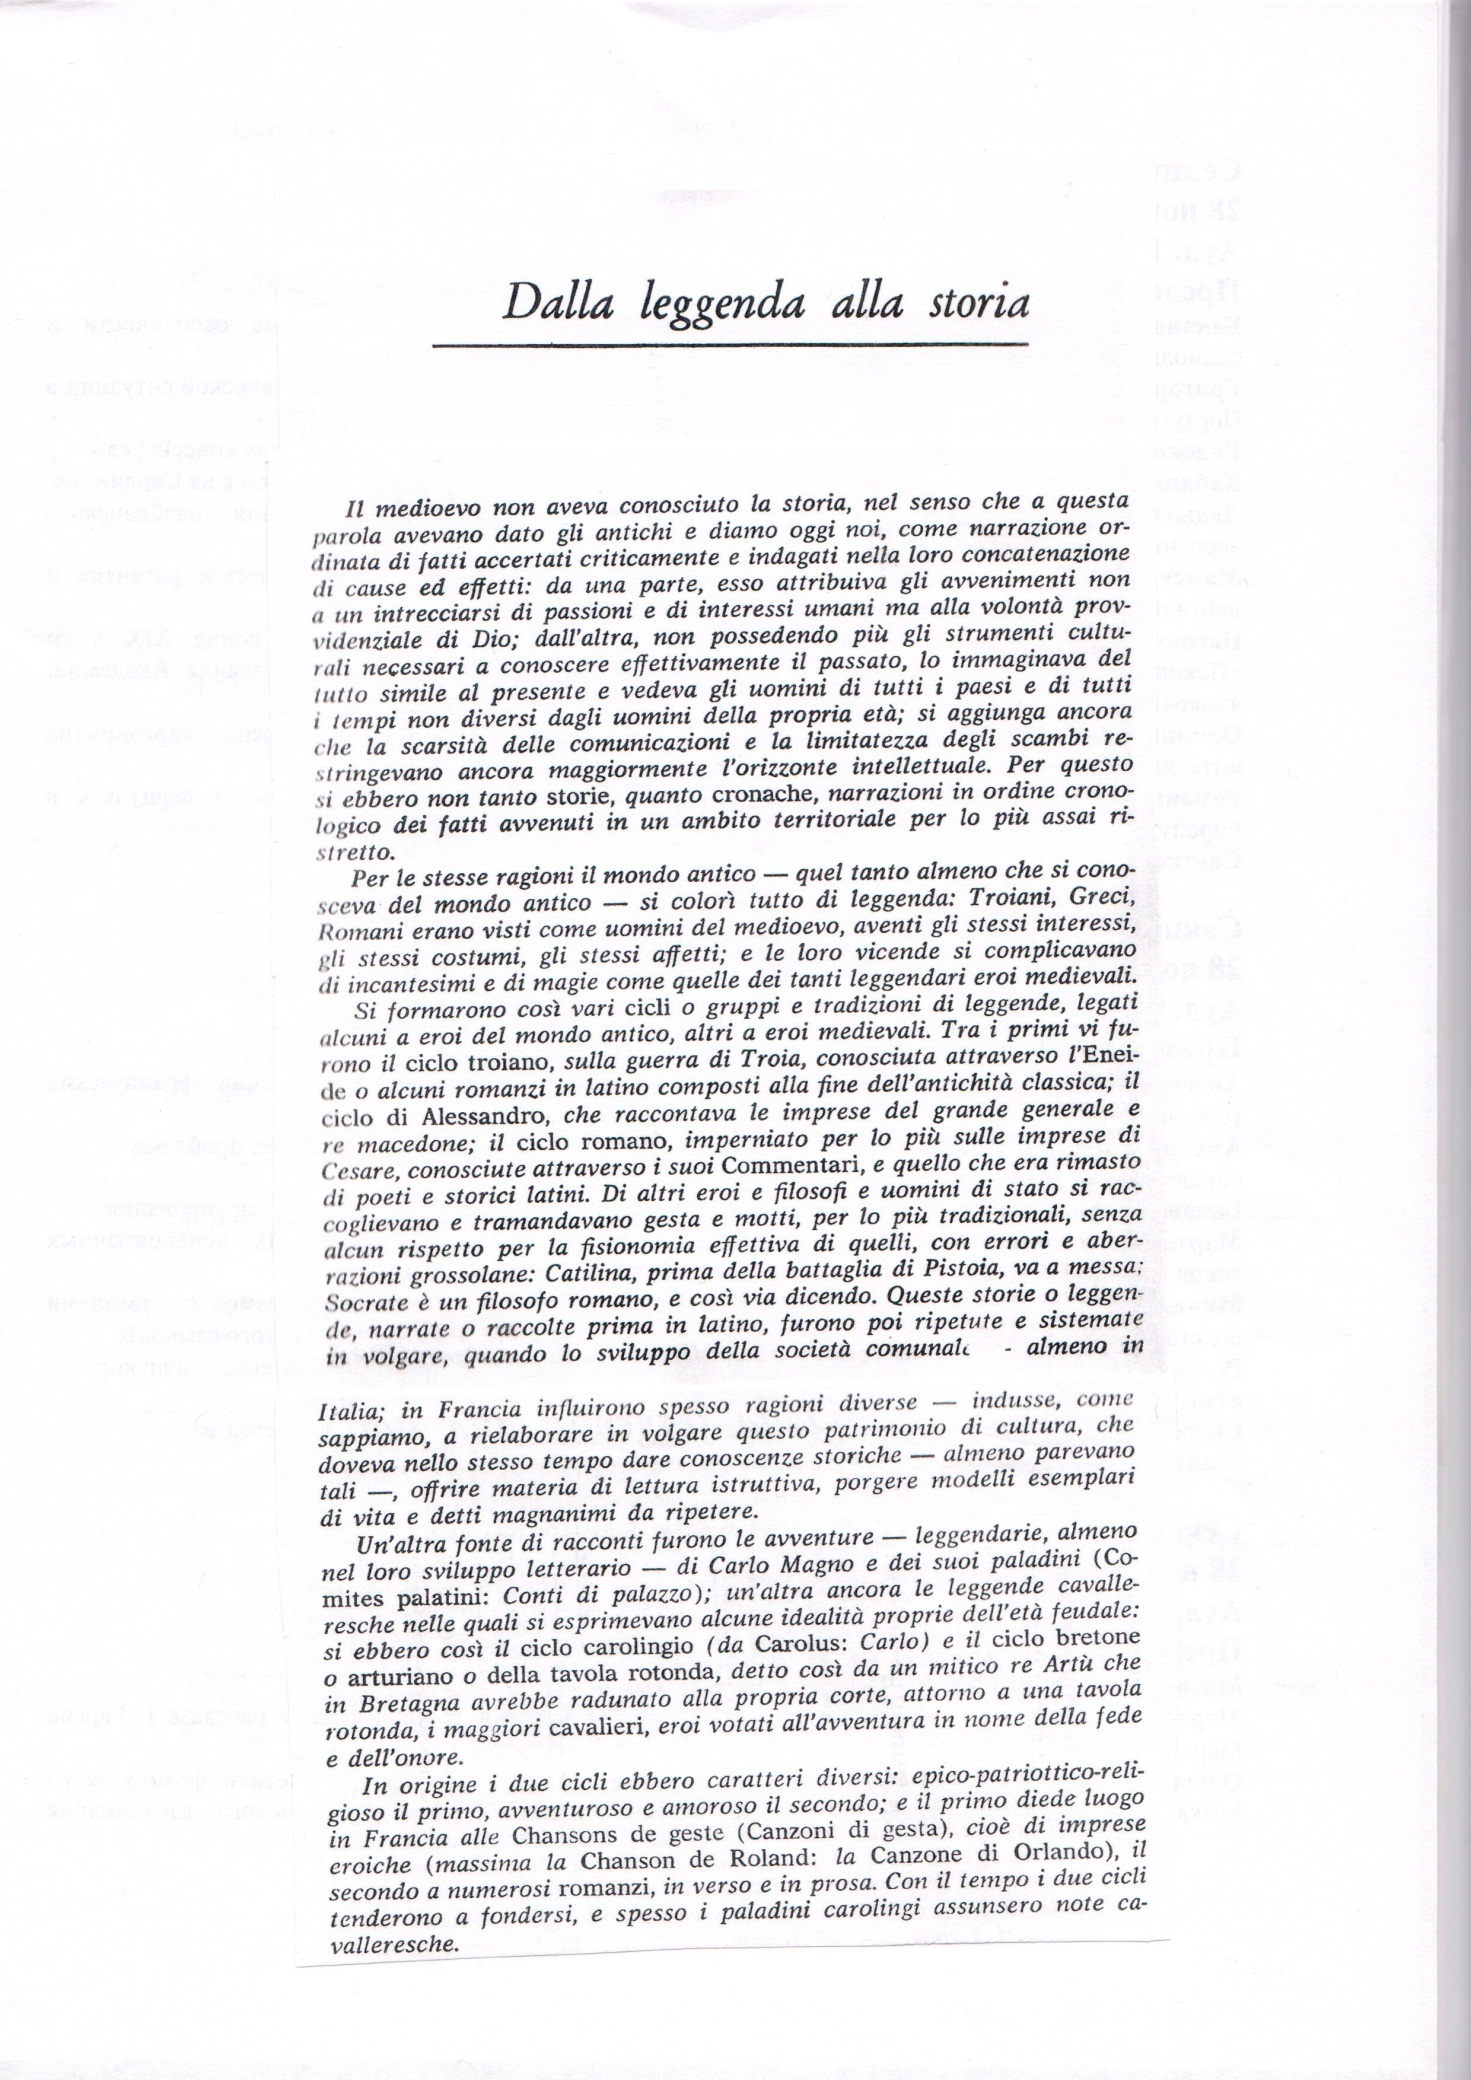 Dalla leggenda alla storia
Il medioevo non aveva conosciuto la storia, nel senso che a questa
parola avevano dato gli antichi e diamo oggi noi, come narrazione or-
dinata di fatti accertati criticamente e indagati nella loro concatenazione
di cause ed effetti: da una parte, esso attribuiva gli avvenimenti non
a un intrecciarsi di passioni e di interessi umani ma alla volontà prov-
videnziale di Dio; dall'altra, non possedendo più gli strumenti cultu-
rali necessari a conoscere effettivamente il passato, lo immaginava del
tutto simile al presente e vedeva gli uomini di tutti i paesi e di tutti
i tempi non diversi dagli uomini della propria età; si aggiunga ancora
che la scarsità delle comunicazioni e la limitatezza degli scambi re-
stringevano ancora maggiormente l'orizzonte intellettuale. Per questo
si ebbero non tanto storie, quanto cronache, narrazioni in ordine crono-
logico dei fatti avvenuti in un ambito territoriale per lo più assai ri-
stretto.
Per le stesse ragioni il mondo antico — quel tanto almeno che si cono-
sceva del mondo antico — si colorì tutto di leggenda: Troiani, Greci,
Romani erano visti come uomini del medioevo, aventi gli stessi interessi,
gli stessi costumi, gli stessi affetti; e le loro vicende si complicavano
di incantesimi e di magie come quelle dei tanti leggendari eroi medievali.
Si formarono così vari cicli o gruppi e tradizioni di leggende, legati
alcuni a eroi del mondo antico, altri a eroi medievali. Tra i primi vi fu-
rono il ciclo troiano, sulla guerra di Troia, conosciuta attraverso l'Enei-
de o alcuni romanzi in latino composti alla fine dell'antichità classica; il
ciclo di Alessandro, che raccontava le imprese del grande generale e
re macedone; il ciclo romano, imperniato per lo più sulle imprese di
Cesare, conosciute attraverso i suoi Commentari, e quello che era rimasto
di poeti e storici latini. Di altri eroi e filosofi e uomini di stato si rac-
coglievano e tramandavano gesta e motti, per lo più tradizionali, senza
alcun rispetto per la fisionomia effettiva di quelli, con errori e aber-
razioni grossolane: Catilina, prima della battaglia di Pistoia, va a messa;
Socrate è un filosofo romano, e così via dicendo. Queste storie o leggen-
de, narrate o raccolte prima in latino, furono poi ripetute e sistemate
in volgare, quando lo sviluppo della società comunale - almeno in
Italia; in Francia influirono spesso ragioni diverse — indusse, come
sappiamo, a rielaborare in volgare questo patrimonio di cultura, che
doveva nello stesso tempo dare conoscenze storiche — almeno parevano
tali —, offrire materia di lettura istruttiva, porgere modelli esemplari
di vita e detti magnanimi da ripetere.
Un'altra fonte di racconti furono le avventure — leggendarie, almeno
nel loro sviluppo letterario — di Carlo Magno e dei suoi paladini (Co-
mites palatini: Conti di palazzo); un'altra ancora le leggende cavalle-
resche nelle quali si esprimevano alcune idealità proprie dell'età feudale:
si ebbero così il ciclo carolingio (da Carolus: Carlo) e il ciclo bretone
o arturiano o della tavola rotonda, detto così da un mitico re Artù che
in Bretagna avrebbe radunato alla propria corte, attorno a una tavola
rotonda, i maggiori cavalieri, eroi votati all'avventura in nome della fede
e dell'onore.
In origine i due cicli ebbero caratteri diversi: epico-patriottico-reli-
gioso il primo, avventuroso e amoroso il secondo; e il primo diede luogo
in Francia alle Chansons de geste (Canzoni di gesta), cioè di imprese
eroiche (massima la Chanson de Roland: la Canzone di Orlando), il
secondo a numerosi romanzi, in verso e in prosa. Con il tempo i due cicli
tenderono a fondersi, e spesso i paladini carolingi assunsero note ca-
valleresche.